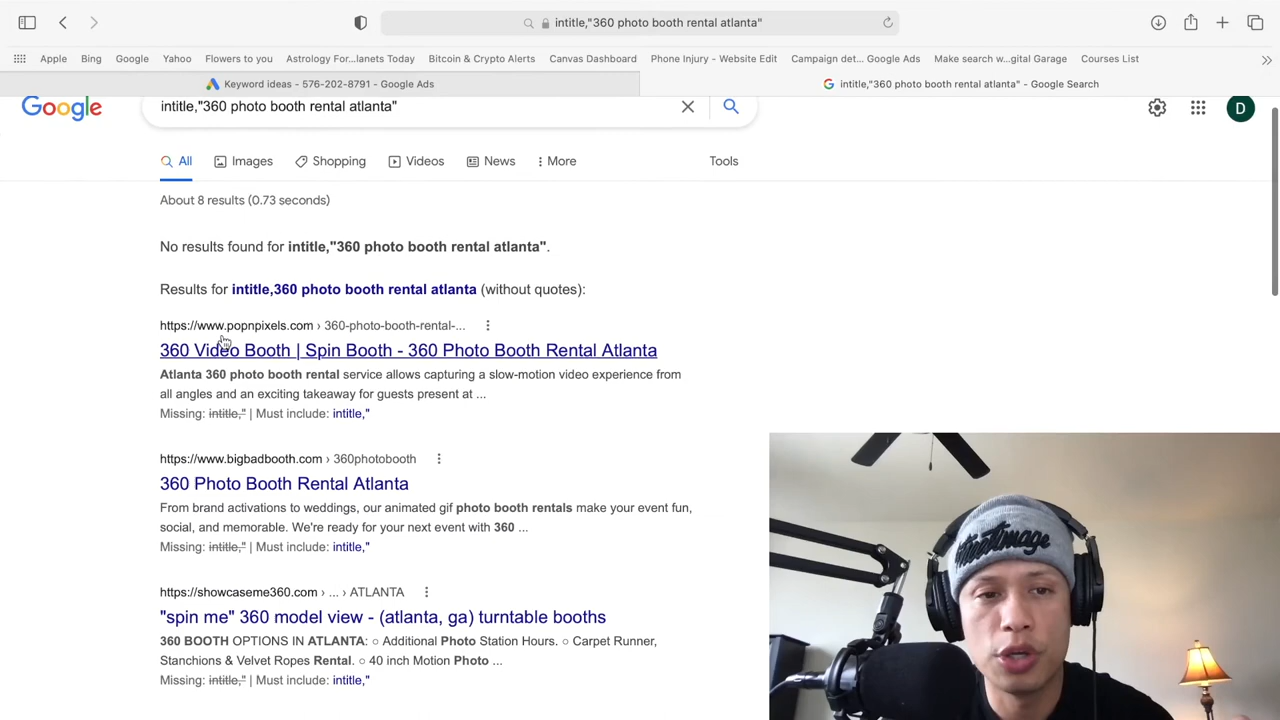 intitle,"360 photo booth rental atlanta"
Apple Bing Google Yahoo Flowers to you Astrology For...lanets Today Bitcoin & Crypto Alerts Canvas Dashboard Phone Injury - Website Edit Campaign det... Google Ads Make search w...gital Garage Courses List
Keyword ideas - 576-202-8791 - Google Ads
intitle,"360 photo booth rental atlanta" - Google Search
Google
intitle,"360 photo booth rental atlanta"
D
All Images Shopping Videos News More Tools
About 8 results (0.73 seconds)
No results found for intitle,"360 photo booth rental atlanta".
Results for intitle,360 photo booth rental atlanta (without quotes):
https://www.popnpixels.com › 360-photo-booth-rental-...
360 Video Booth | Spin Booth - 360 Photo Booth Rental Atlanta
Atlanta 360 photo booth rental service allows capturing a slow-motion video experience from
all angles and an exciting takeaway for guests present at ...
Missing: intitle," | Must include: intitle,"
https://www.bigbadbooth.com › 360photobooth
360 Photo Booth Rental Atlanta
From brand activations to weddings, our animated gif photo booth rentals make your event fun,
social, and memorable. We're ready for your next event with 360 ...
Missing: intitle," | Must include: intitle,"
https://showcaseme360.com › ... › ATLANTA
"spin me" 360 model view - (atlanta, ga) turntable booths
360 BOOTH OPTIONS IN ATLANTA: ○ Additional Photo Station Hours. ○ Carpet Runner,
Stanchions & Velvet Ropes Rental. ○ 40 inch Motion Photo ...
Missing: intitle," | Must include: intitle,"